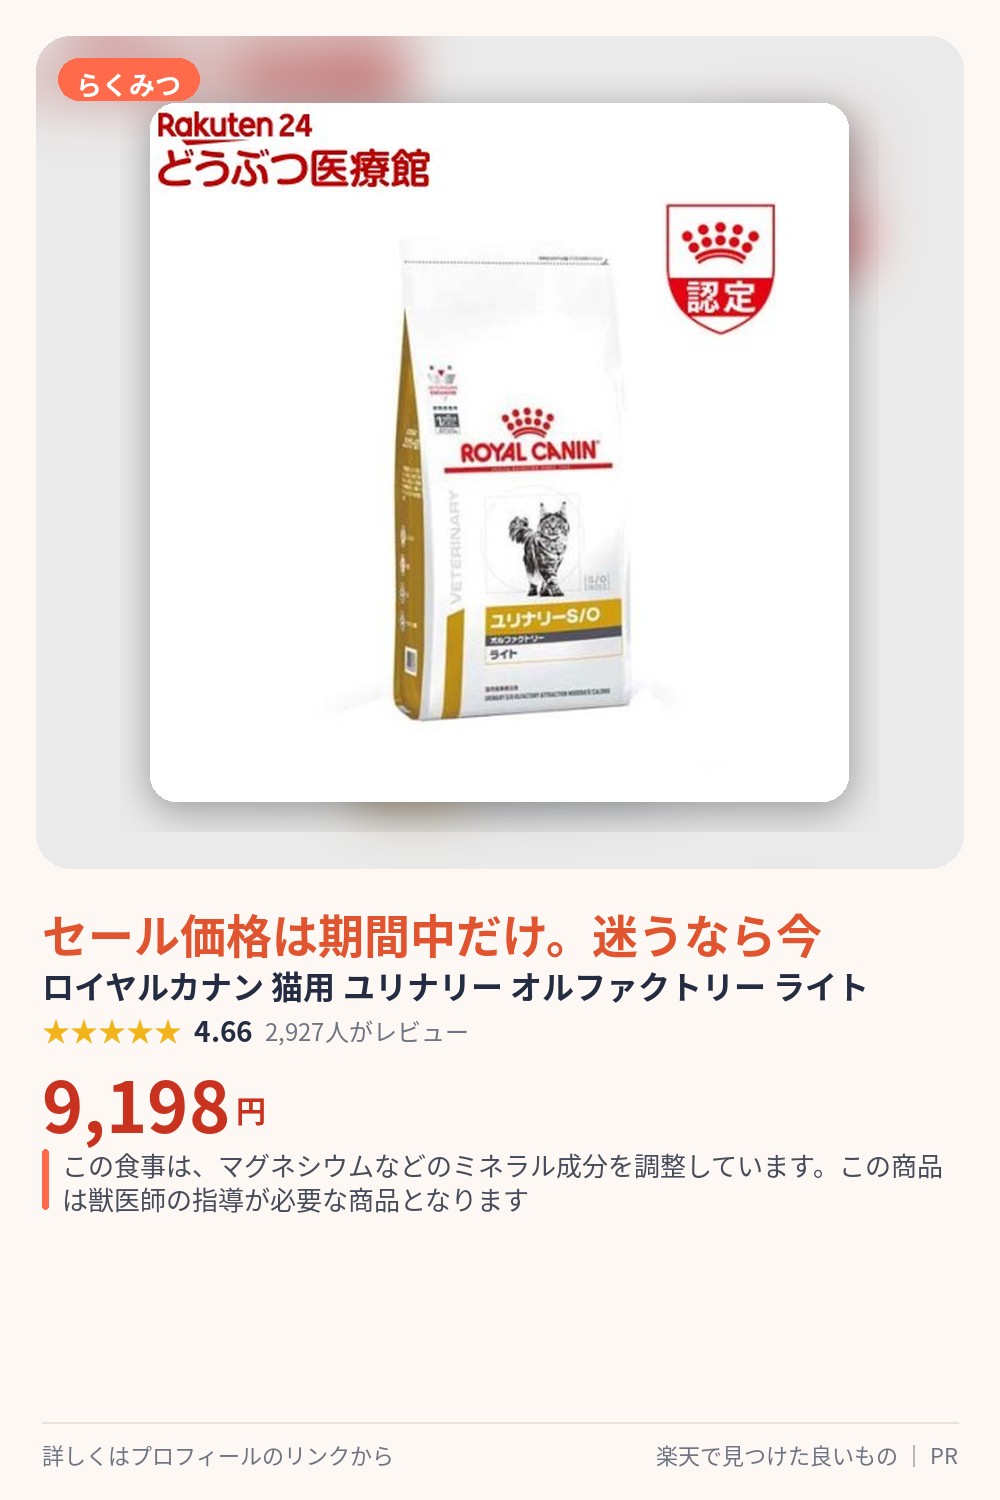 らくみつ
Rakuten 24
どうぶつ医療館
認定
ROYAL CANIN
VETERINARY
S/O
ユリナリーS/O
オルファクトリー
ライト
URINARY S/O OLFACTORY ATTRACTION MODERATE CALORIE
セール価格は期間中だけ。迷うなら今
ロイヤルカナン 猫用 ユリナリー オルファクトリー ライト
★★★★★ 4.66 2,927人がレビュー
9,198円
この食事は、マグネシウムなどのミネラル成分を調整しています。この商品
は獣医師の指導が必要な商品となります
詳しくはプロフィールのリンクから
楽天で見つけた良いもの｜PR